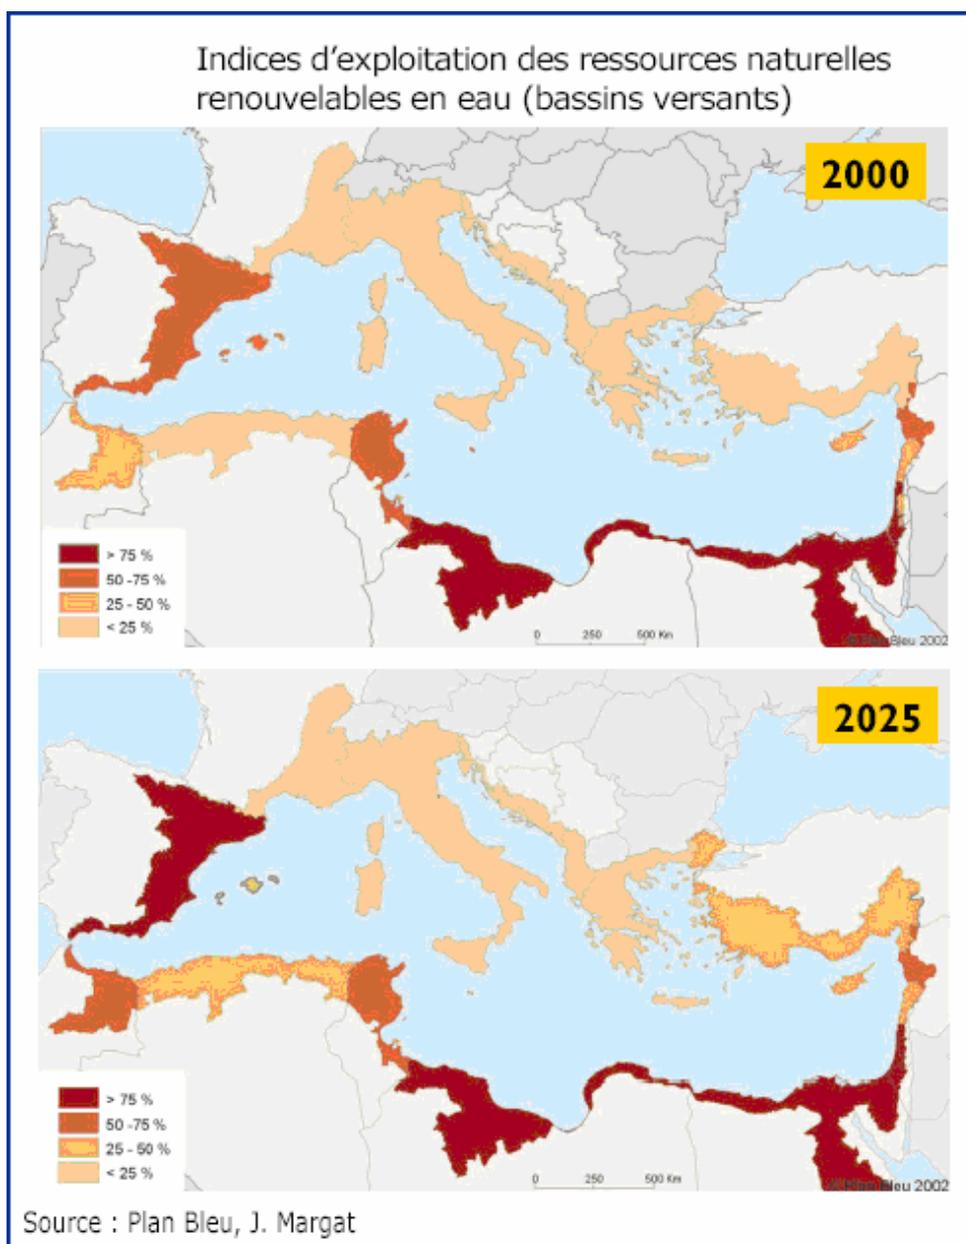 Indices d'exploitation des ressources naturelles
renouvelables en eau (bassins versants)
2000
> 75 %
50 -75 %
25 - 50 %
< 25 %
0 250 500 Km
© Plan Bleu 2002
2025
> 75 %
50 -75 %
25 - 50 %
< 25 %
0 250 500 Km
© Plan Bleu 2002
Source : Plan Bleu, J. Margat